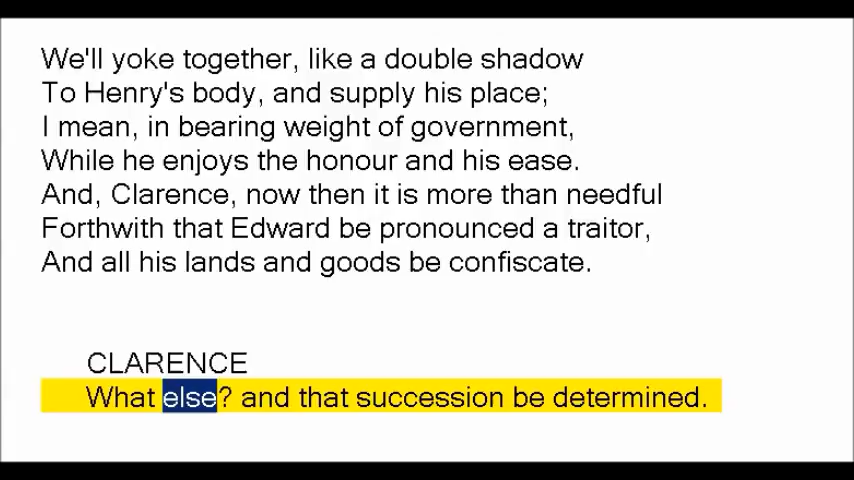 We'll yoke together, like a double shadow
To Henry's body, and supply his place;
I mean, in bearing weight of government,
While he enjoys the honour and his ease.
And, Clarence, now then it is more than needful
Forthwith that Edward be pronounced a traitor,
And all his lands and goods be confiscate.
CLARENCE
What else? and that succession be determined.